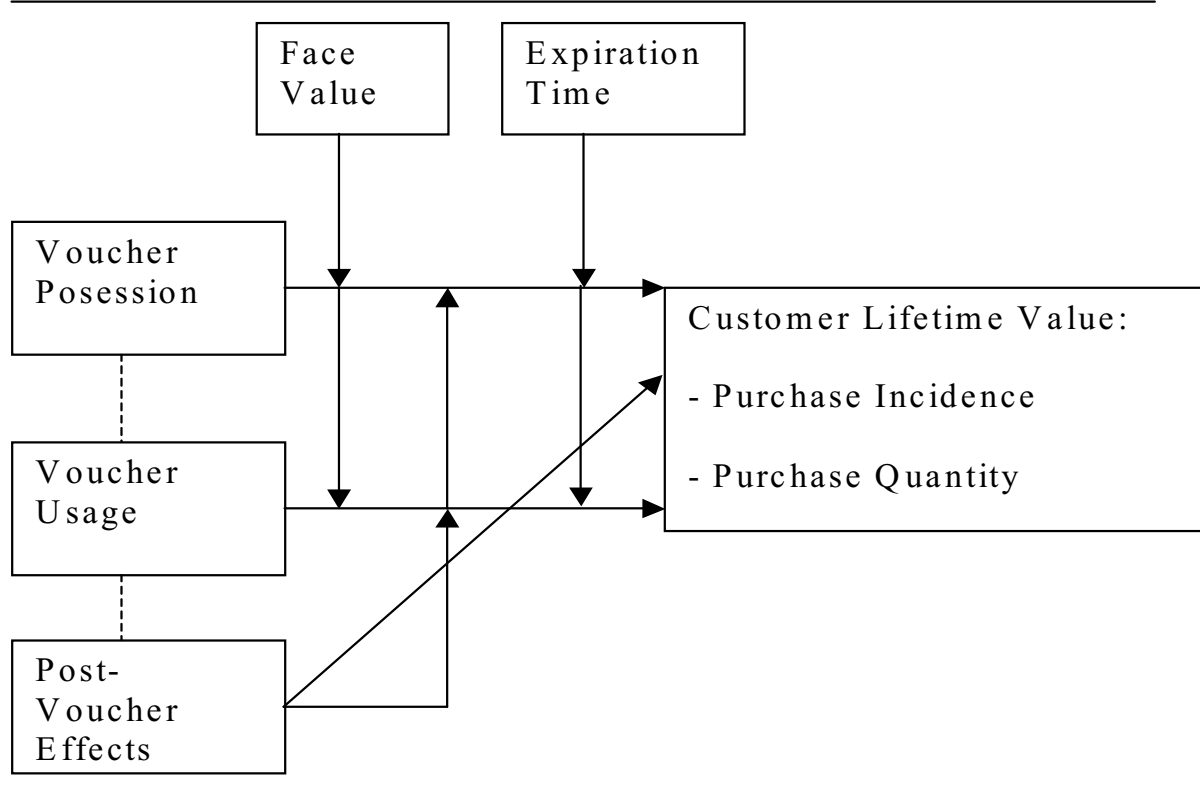 Face
Value
Expiration
Time
Voucher
Posession
Customer Lifetime Value:
- Purchase Incidence
- Purchase Quantity
Voucher
Usage
Post-
Voucher
Effects